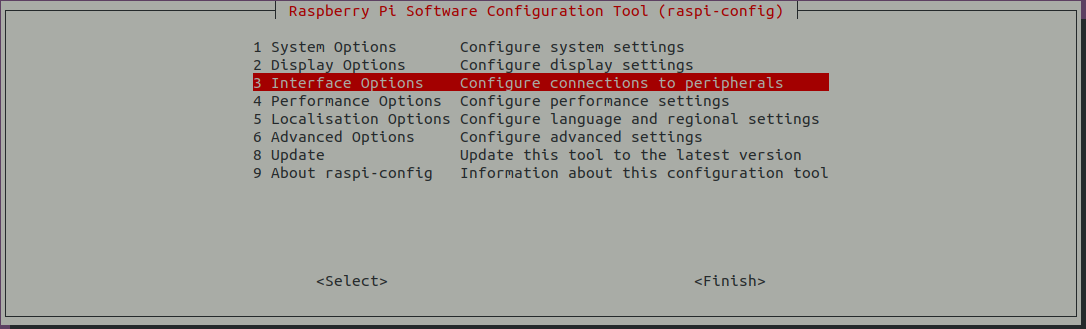 Raspberry Pi Software Configuration Tool (raspi-config)
1 System Options Configure system settings
2 Display Options Configure display settings
3 Interface Options Configure connections to peripherals
4 Performance Options Configure performance settings
5 Localisation Options Configure language and regional settings
6 Advanced Options Configure advanced settings
8 Update Update this tool to the latest version
9 About raspi-config Information about this configuration tool
<Select> <Finish>